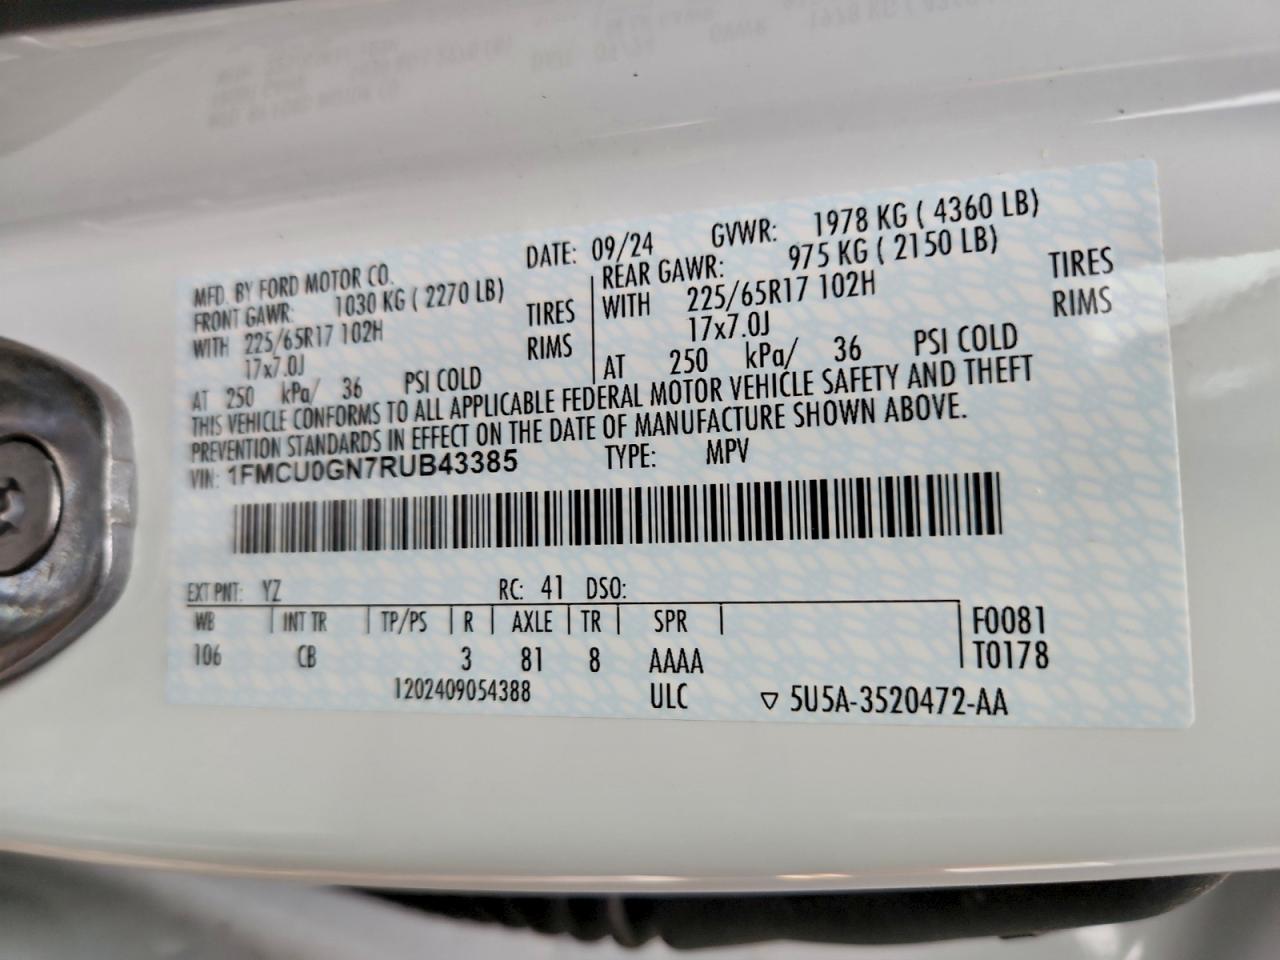 MFD. BY FORD MOTOR CO. DATE: 09/24 GVWR: 1978 KG ( 4360 LB)
FRONT GAWR: 1030 KG ( 2270 LB) REAR GAWR: 975 KG ( 2150 LB)
WITH 225/65R17 102H TIRES WITH 225/65R17 102H TIRES
17x7.0J RIMS 17x7.0J RIMS
AT 250 kPa/ 36 PSI COLD AT 250 kPa/ 36 PSI COLD
THIS VEHICLE CONFORMS TO ALL APPLICABLE FEDERAL MOTOR VEHICLE SAFETY AND THEFT
PREVENTION STANDARDS IN EFFECT ON THE DATE OF MANUFACTURE SHOWN ABOVE.
VIN: 1FMCU0GN7RUB43385 TYPE: MPV
EXT PNT: YZ RC: 41 DSO:
WB INT TR TP/PS R AXLE TR SPR F0081
106 CB 3 81 8 AAAA T0178
1202409054388 ULC ▽ 5U5A-3520472-AA